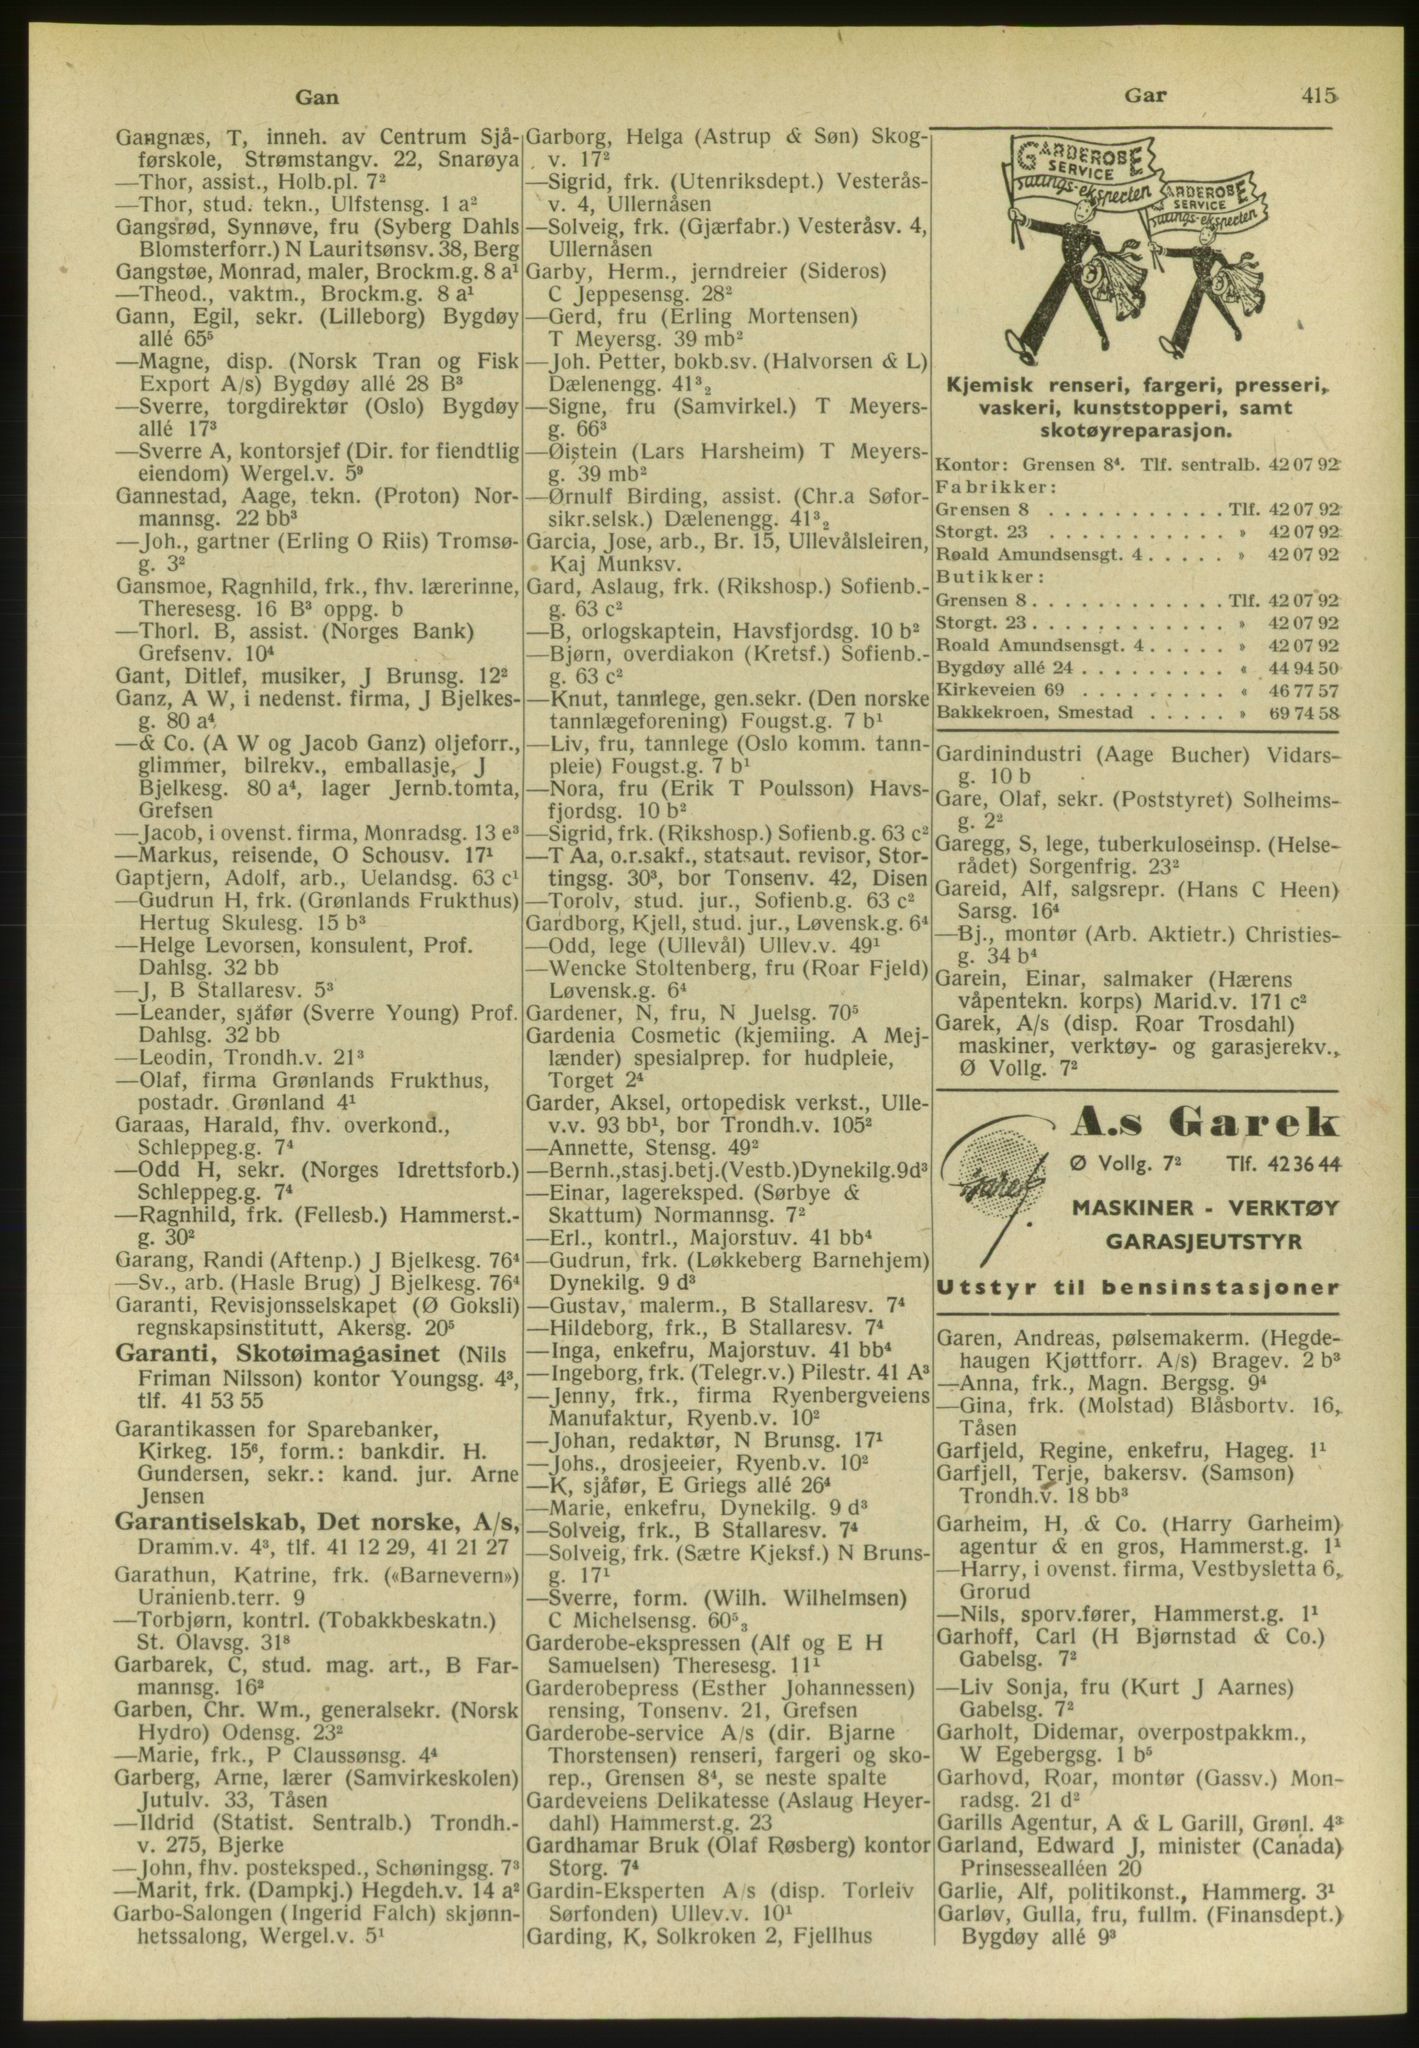 Gan
Gar
415
Gangnæs, T, inneh. av Centrum Sjå-
førskole, Strømstangv. 22, Snarøya
—Thor, assist., Holb.pl. 7²
—Thor, stud. tekn., Ulfstensg. 1 a²
Gangsrød, Synnøve, fru (Syberg Dahls
Blomsterforr.) N Lauritsønsv. 38, Berg
Gangstøe, Monrad, maler, Brockm.g. 8 a¹
—Theod., vaktm., Brockm.g. 8 a¹
Gann, Egil, sekr. (Lilleborg) Bygdøy
allé 65⁵
—Magne, disp. (Norsk Tran og Fisk
Export A/s) Bygdøy allé 28 B³
—Sverre, torgdirektør (Oslo) Bygdøy
allé 17³
—Sverre A, kontorsjef (Dir. for fiendtlig
eiendom) Wergel.v. 5⁹
Gannestad, Aage, tekn. (Proton) Nor-
mannsg. 22 bb³
—Joh., gartner (Erling O Riis) Tromsø-
g. 3²
Gansmoe, Ragnhild, frk., fhv. lærerinne,
Theresesg. 16 B³ oppg. b
—Thorl. B, assist. (Norges Bank)
Grefsenv. 10⁴
Gant, Ditlef, musiker, J Brunsg. 12²
Ganz, A W, i nedenst. firma, J Bjelkes-
g. 80 a⁴
—& Co. (A W og Jacob Ganz) oljeforr.,
glimmer, bilrekv., emballasje, J
Bjelkesg. 80 a⁴, lager Jernb.tomta,
Grefsen
—Jacob, i ovenst. firma, Monradsg. 13 e³
—Markus, reisende, O Schousv. 17¹
Gaptjern, Adolf, arb., Uelandsg. 63 c¹
—Gudrun H, frk. (Grønlands Frukthus)
Hertug Skulesg. 15 b³
—Helge Levorsen, konsulent, Prof.
Dahlsg. 32 bb
—J, B Stallaresv. 5³
—Leander, sjåfør (Sverre Young) Prof.
Dahlsg. 32 bb
—Leodin, Trondh.v. 21³
—Olaf, firma Grønlands Frukthus,
postadr. Grønland 4¹
Garaas, Harald, fhv. overkond.,
Schleppeg.g. 7⁴
—Odd H, sekr. (Norges Idrettsforb.)
Schleppeg.g. 7⁴
—Ragnhild, frk. (Fellesb.) Hammerst.-
g. 30²
Garang, Randi (Aftenp.) J Bjelkesg. 76⁴
—Sv., arb. (Hasle Brug) J Bjelkesg. 76⁴
Garanti, Revisjonsselskapet (Ø Goksli)
regnskapsinstitutt, Akersg. 20⁵
Garanti, Skotøimagasinet (Nils
Friman Nilsson) kontor Youngsg. 4³,
tlf. 41 53 55
Garantikassen for Sparebanker,
Kirkeg. 15⁶, form.: bankdir. H.
Gundersen, sekr.: kand. jur. Arne
Jensen
Garantiselskab, Det norske, A/s,
Dramm.v. 4³, tlf. 41 12 29, 41 21 27
Garathun, Katrine, frk. («Barnevern»)
Uranienb.terr. 9
—Torbjørn, kontrl. (Tobakkbeskatn.)
St. Olavsg. 31⁸
Garbarek, C, stud. mag. art., B Far-
mannsg. 16²
Garben, Chr. Wm., generalsekr. (Norsk
Hydro) Odensg. 23²
—Marie, frk., P Claussønsg. 4⁴
Garberg, Arne, lærer (Samvirkeskolen)
Jutulv. 33, Tåsen
—Ildrid (Statist. Sentralb.) Trondh.-
v. 275, Bjerke
—John, fhv. posteksped., Schøningsg. 7³
—Marit, frk. (Dampkj.) Hegdeh.v. 14 a²
Garbo-Salongen (Ingerid Falch) skjønn-
hetssalong, Wergel.v. 5¹
Garborg, Helga (Astrup & Søn) Skog-
v. 17²
—Sigrid, frk. (Utenriksdept.) Vesterås-
v. 4, Ullernåsen
—Solveig, frk. (Gjærfabr.) Vesteråsv. 4,
Ullernåsen
Garby, Herm., jerndreier (Sideros)
C Jeppesensg. 28²
—Gerd, fru (Erling Mortensen)
T Meyersg. 39 mb²
—Joh. Petter, bokb.sv. (Halvorsen & L)
Dælenengg. 41³₂
—Signe, fru (Samvirkel.) T Meyers-
g. 66³
—Øistein (Lars Harsheim) T Meyers-
g. 39 mb²
—Ørnulf Birding, assist. (Chr.a Søfor-
sikr.selsk.) Dælenengg. 41³₂
Garcia, Jose, arb., Br. 15, Ullevålsleiren,
Kaj Munksv.
Gard, Aslaug, frk. (Rikshosp.) Sofienb.-
g. 63 c²
—B, orlogskaptein, Havsfjordsg. 10 b²
—Bjørn, overdiakon (Kretsf.) Sofienb.-
g. 63 c²
—Knut, tannlege, gen.sekr. (Den norske
tannlægeforening) Fougst.g. 7 b¹
—Liv, fru, tannlege (Oslo komm. tann-
pleie) Fougst.g. 7 b¹
—Nora, fru (Erik T Poulsson) Havs-
fjordsg. 10 b²
—Sigrid, frk. (Rikshosp.) Sofienb.g. 63 c²
—T Aa, o.r.sakf., statsaut. revisor, Stor-
tingsg. 30³, bor Tonsenv. 42, Disen
—Torolv, stud. jur., Sofienb.g. 63 c²
Gardborg, Kjell, stud. jur., Løvensk.g. 6⁴
—Odd, lege (Ullevål) Ullev.v. 49¹
—Wencke Stoltenberg, fru (Roar Fjeld)
Løvensk.g. 6⁴
Gardener, N, fru, N Juelsg. 70⁵
Gardenia Cosmetic (kjemiing. A Mej-
lænder) spesialprep. for hudpleie,
Torget 2⁴
Garder, Aksel, ortopedisk verkst., Ulle-
v.v. 93 bb¹, bor Trondh.v. 105²
—Annette, Stensg. 49²
—Bernh., stasj.betj. (Vestb.) Dynekilg. 9 d³
—Einar, lagereksped. (Sørbye &
Skattum) Normannsg. 7²
—Erl., kontrl., Majorstuv. 41 bb⁴
—Gudrun, frk. (Løkkeberg Barnehjem)
Dynekilg. 9 d³
—Gustav, malerm., B Stallaresv. 7⁴
—Hildeborg, frk., B Stallaresv. 7⁴
—Inga, enkefru, Majorstuv. 41 bb⁴
—Ingeborg, frk. (Telegr.v.) Pilestr. 41 A³
—Jenny, frk., firma Ryenbergveiens
Manufaktur, Ryenb.v. 10²
—Johan, redaktør, N Brunsg. 17¹
—Johs., drosjeeier, Ryenb.v. 10²
—K, sjåfør, E Griegs allé 26⁴
—Marie, enkefru, Dynekilg. 9 d³
—Solveig, frk., B Stallaresv. 7⁴
—Solveig, frk. (Sætre Kjeksf.) N Bruns-
g. 17¹
—Sverre, form. (Wilh. Wilhelmsen)
C Michelsensg. 60⁵₃
Garderobe-ekspressen (Alf og E H
Samuelsen) Theresesg. 11¹
Garderobepress (Esther Johannessen)
rensing, Tonsenv. 21, Grefsen
Garderobe-service A/s (dir. Bjarne
Thorstensen) renseri, fargeri og sko-
rep., Grensen 8⁴, se neste spalte
Gardeveiens Delikatesse (Aslaug Heyer-
dahl) Hammerst.g. 23
Gardhamar Bruk (Olaf Røsberg) kontor
Storg. 7⁴
Gardin-Eksperten A/s (disp. Torleiv
Sørfonden) Ullev.v. 10¹
Garding, K, Solkroken 2, Fjellhus
GARDEROBE
SERVICE
satings-eksperten
GARDEROBE
SERVICE
satings-eksperten
Kjemisk renseri, fargeri, presseri,
vaskeri, kunststopperi, samt
skotøyreparasjon.
Kontor: Grensen 8⁴. Tlf. sentralb. 42 07 92
Fabrikker:
Grensen 8 . . . . . . . . . . . Tlf. 42 07 92
Storgt. 23 . . . . . . . . . . . » 42 07 92
Roald Amundsensgt. 4 . . . . . » 42 07 92
Butikker:
Grensen 8 . . . . . . . . . . . . Tlf. 42 07 92
Storgt. 23 . . . . . . . . . . . . » 42 07 92
Roald Amundsensgt. 4 . . . . . » 42 07 92
Bygdøy allé 24 . . . . . . . . . « 44 94 50
Kirkeveien 69 . . . . . . . . . « 46 77 57
Bakkekroen, Smestad . . . . . » 69 74 58
Gardinindustri (Aage Bucher) Vidars-
g. 10 b
Gare, Olaf, sekr. (Poststyret) Solheims-
g. 2²
Garegg, S, lege, tuberkuloseinsp. (Helse-
rådet) Sorgenfrig. 23²
Gareid, Alf, salgsrepr. (Hans C Heen)
Sarsg. 16⁴
—Bj., montør (Arb. Aktietr.) Christies-
g. 34 b⁴
Garein, Einar, salmaker (Hærens
våpentekn. korps) Marid.v. 171 c²
Garek, A/s (disp. Roar Trosdahl)
maskiner, verktøy- og garasjerekv.,
Ø Vollg. 7²
A.s Garek
Garek
Ø Vollg. 7² Tlf. 42 36 44
MASKINER - VERKTØY
GARASJEUTSTYR
Utstyr til bensinstasjoner
Garen, Andreas, pølsemakerm. (Hegde-
haugen Kjøttforr. A/s) Bragev. 2 b³
—Anna, frk., Magn. Bergsg. 9⁴
—Gina, frk. (Molstad) Blåsbortv. 16,
Tåsen
Garfjeld, Regine, enkefru, Hageg. 1¹
Garfjell, Terje, bakersv. (Samson)
Trondh.v. 18 bb³
Garheim, H, & Co. (Harry Garheim)
agentur & en gros, Hammerst.g. 1¹
—Harry, i ovenst. firma, Vestbysletta 6,
Grorud
—Nils, sporv.fører, Hammerst.g. 1¹
Garhoff, Carl (H Bjørnstad & Co.)
Gabelsg. 7²
—Liv Sonja, fru (Kurt J Aarnes)
Gabelsg. 7²
Garholt, Didemar, overpostpakkm.,
W Egebergsg. 1 b⁵
Garhovd, Roar, montør (Gassv.) Mon-
radsg. 21 d²
Garills Agentur, A & L Garill, Grønl. 4³
Garland, Edward J, minister (Canada)
Prinsessealléen 20
Garlie, Alf, politikonst., Hammerg. 3¹
Garløv, Gulla, fru, fullm. (Finansdept.)
Bygdøy allé 9³